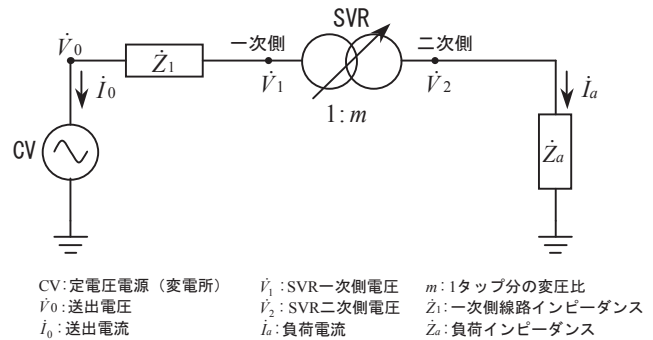 SVR
V̇0
一次側
二次側
Ż1
İ0
V̇1
V̇2
İa
1:m
CV
Ża
CV:定電圧電源（変電所）
V̇0:送出電圧
İ0:送出電流
V̇1:SVR一次側電圧
V̇2:SVR二次側電圧
İa:負荷電流
m:1タップ分の変圧比
Ż1:一次側線路インピーダンス
Ża:負荷インピーダンス